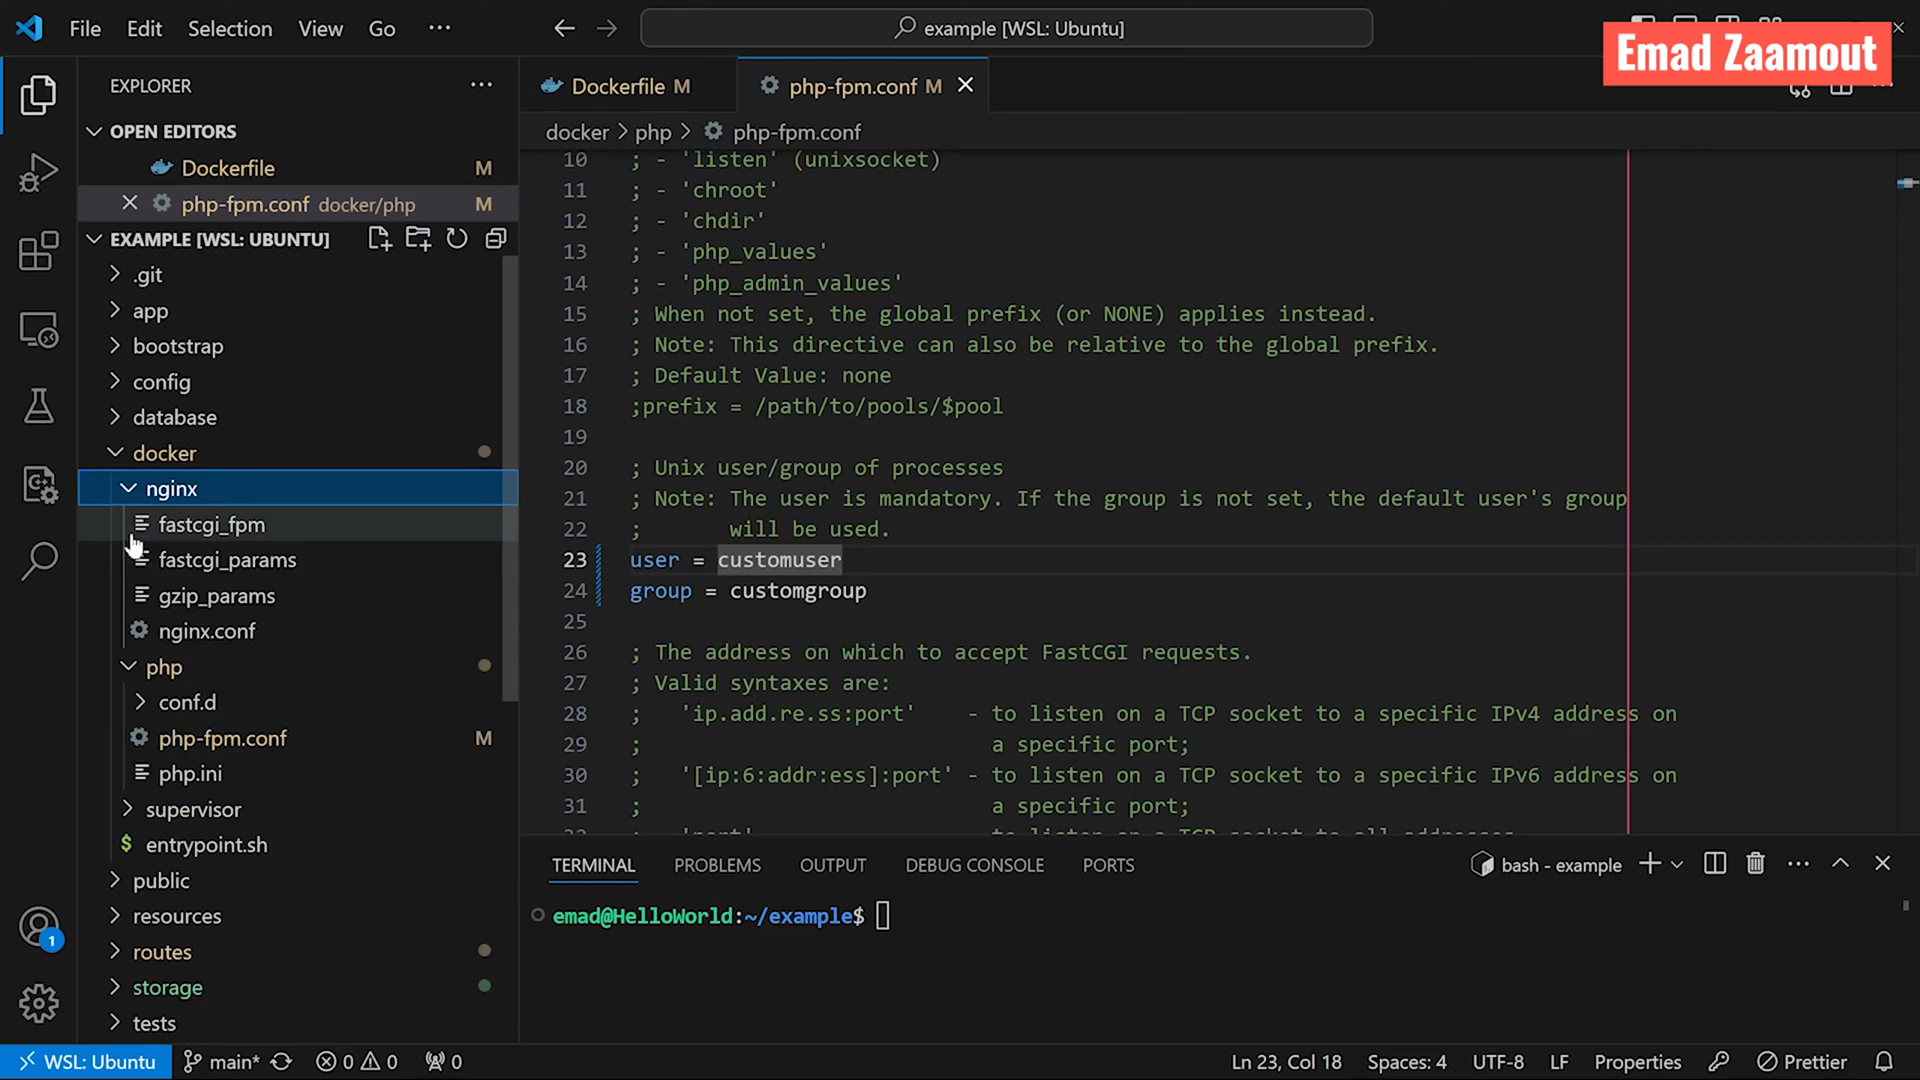 File Edit Selection View Go ···
example [WSL: Ubuntu]
Emad Zaamout
EXPLORER
OPEN EDITORS
Dockerfile M
php-fpm.conf docker/php M
EXAMPLE [WSL: UBUNTU]
.git
app
bootstrap
config
database
docker
nginx
fastcgi_fpm
fastcgi_params
gzip_params
nginx.conf
php
conf.d
php-fpm.conf M
php.ini
supervisor
$ entrypoint.sh
public
resources
routes
storage
tests
1
Dockerfile M
php-fpm.conf M
docker > php > php-fpm.conf
10 ; - 'listen' (unixsocket)
11 ; - 'chroot'
12 ; - 'chdir'
13 ; - 'php_values'
14 ; - 'php_admin_values'
15 ; When not set, the global prefix (or NONE) applies instead.
16 ; Note: This directive can also be relative to the global prefix.
17 ; Default Value: none
18 ;prefix = /path/to/pools/$pool
19
20 ; Unix user/group of processes
21 ; Note: The user is mandatory. If the group is not set, the default user's group
22 ; will be used.
23 user = customuser
24 group = customgroup
25
26 ; The address on which to accept FastCGI requests.
27 ; Valid syntaxes are:
28 ; 'ip.add.re.ss:port' - to listen on a TCP socket to a specific IPv4 address on
29 ; a specific port;
30 ; '[ip:6:addr:ess]:port' - to listen on a TCP socket to a specific IPv6 address on
31 ; a specific port;
TERMINAL PROBLEMS OUTPUT DEBUG CONSOLE PORTS
bash - example
emad@HelloWorld:~/example$
WSL: Ubuntu main* 0 0 0
Ln 23, Col 18 Spaces: 4 UTF-8 LF Properties Prettier